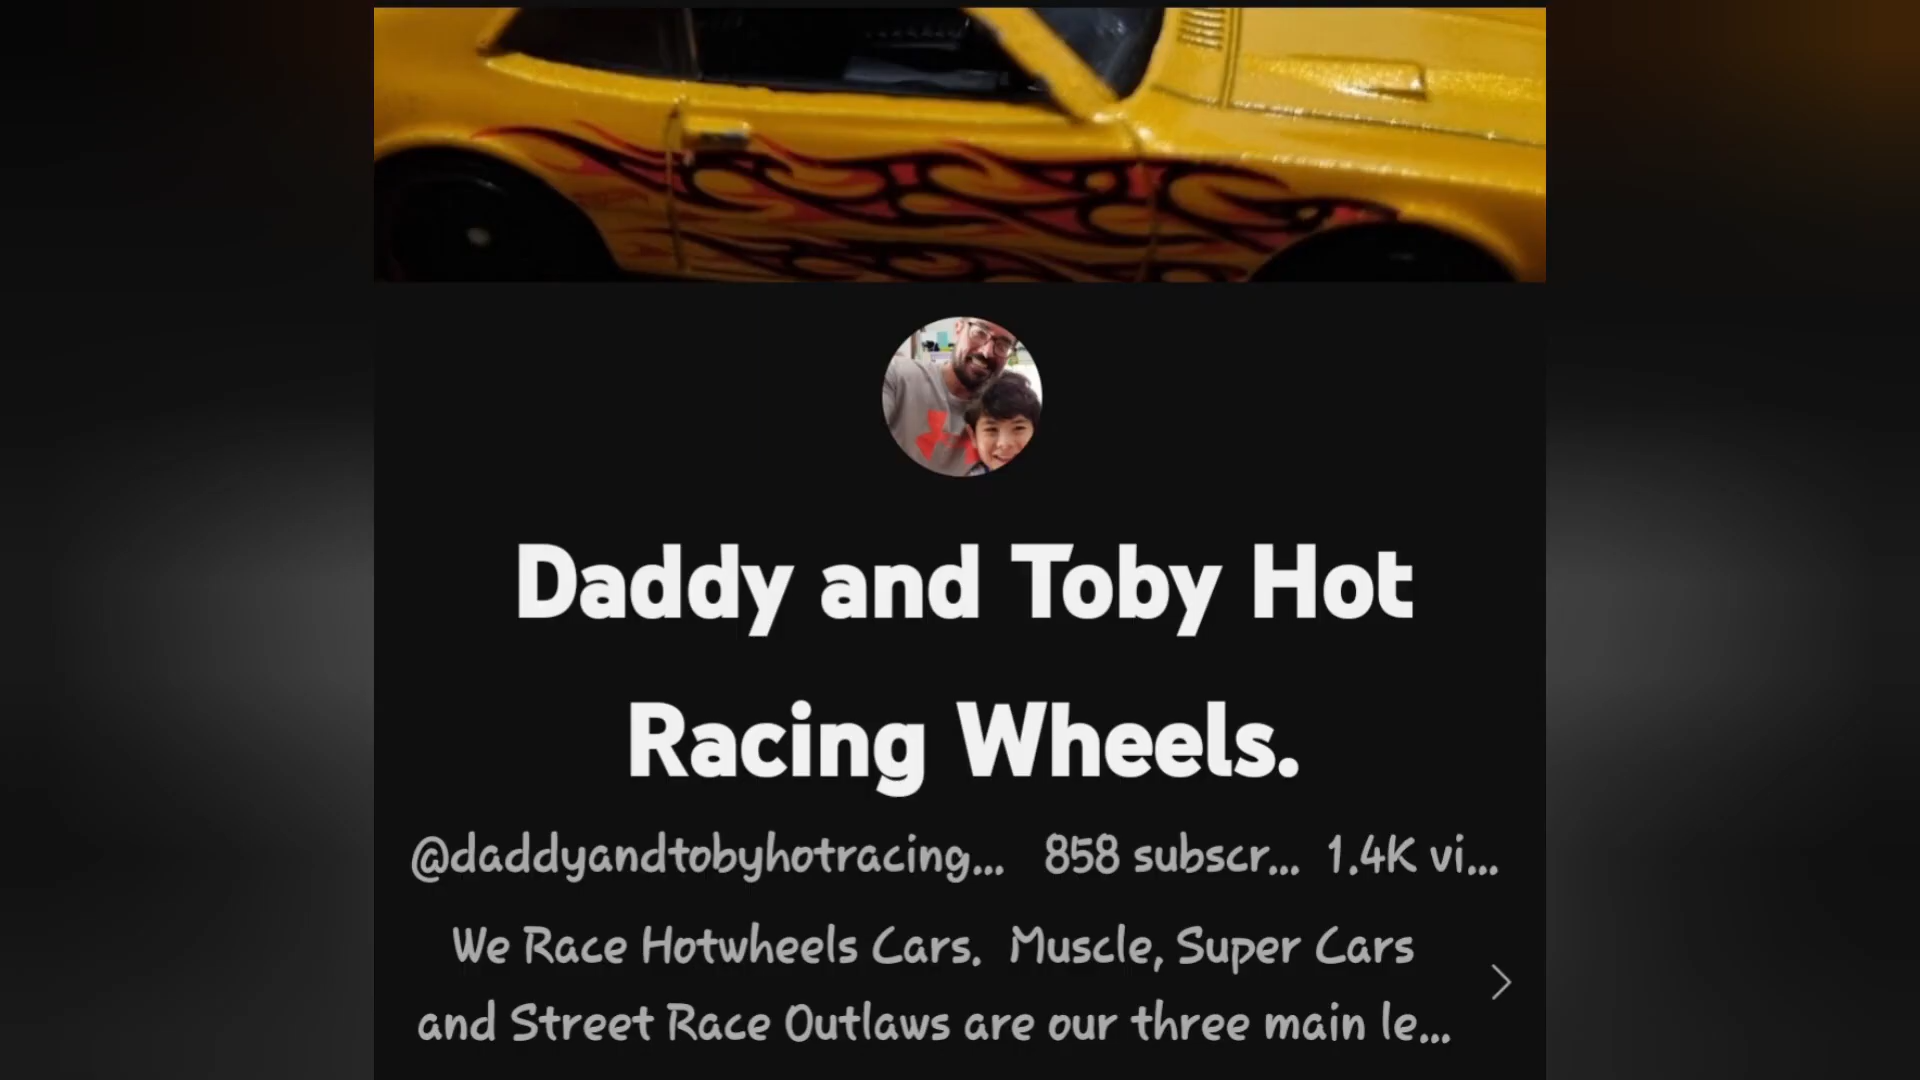 Daddy and Toby Hot
Racing Wheels.
@daddyandtobyhotracing... 858 subscr... 1.4K vi...
We Race Hotwheels Cars. Muscle, Super Cars
and Street Race Outlaws are our three main le...